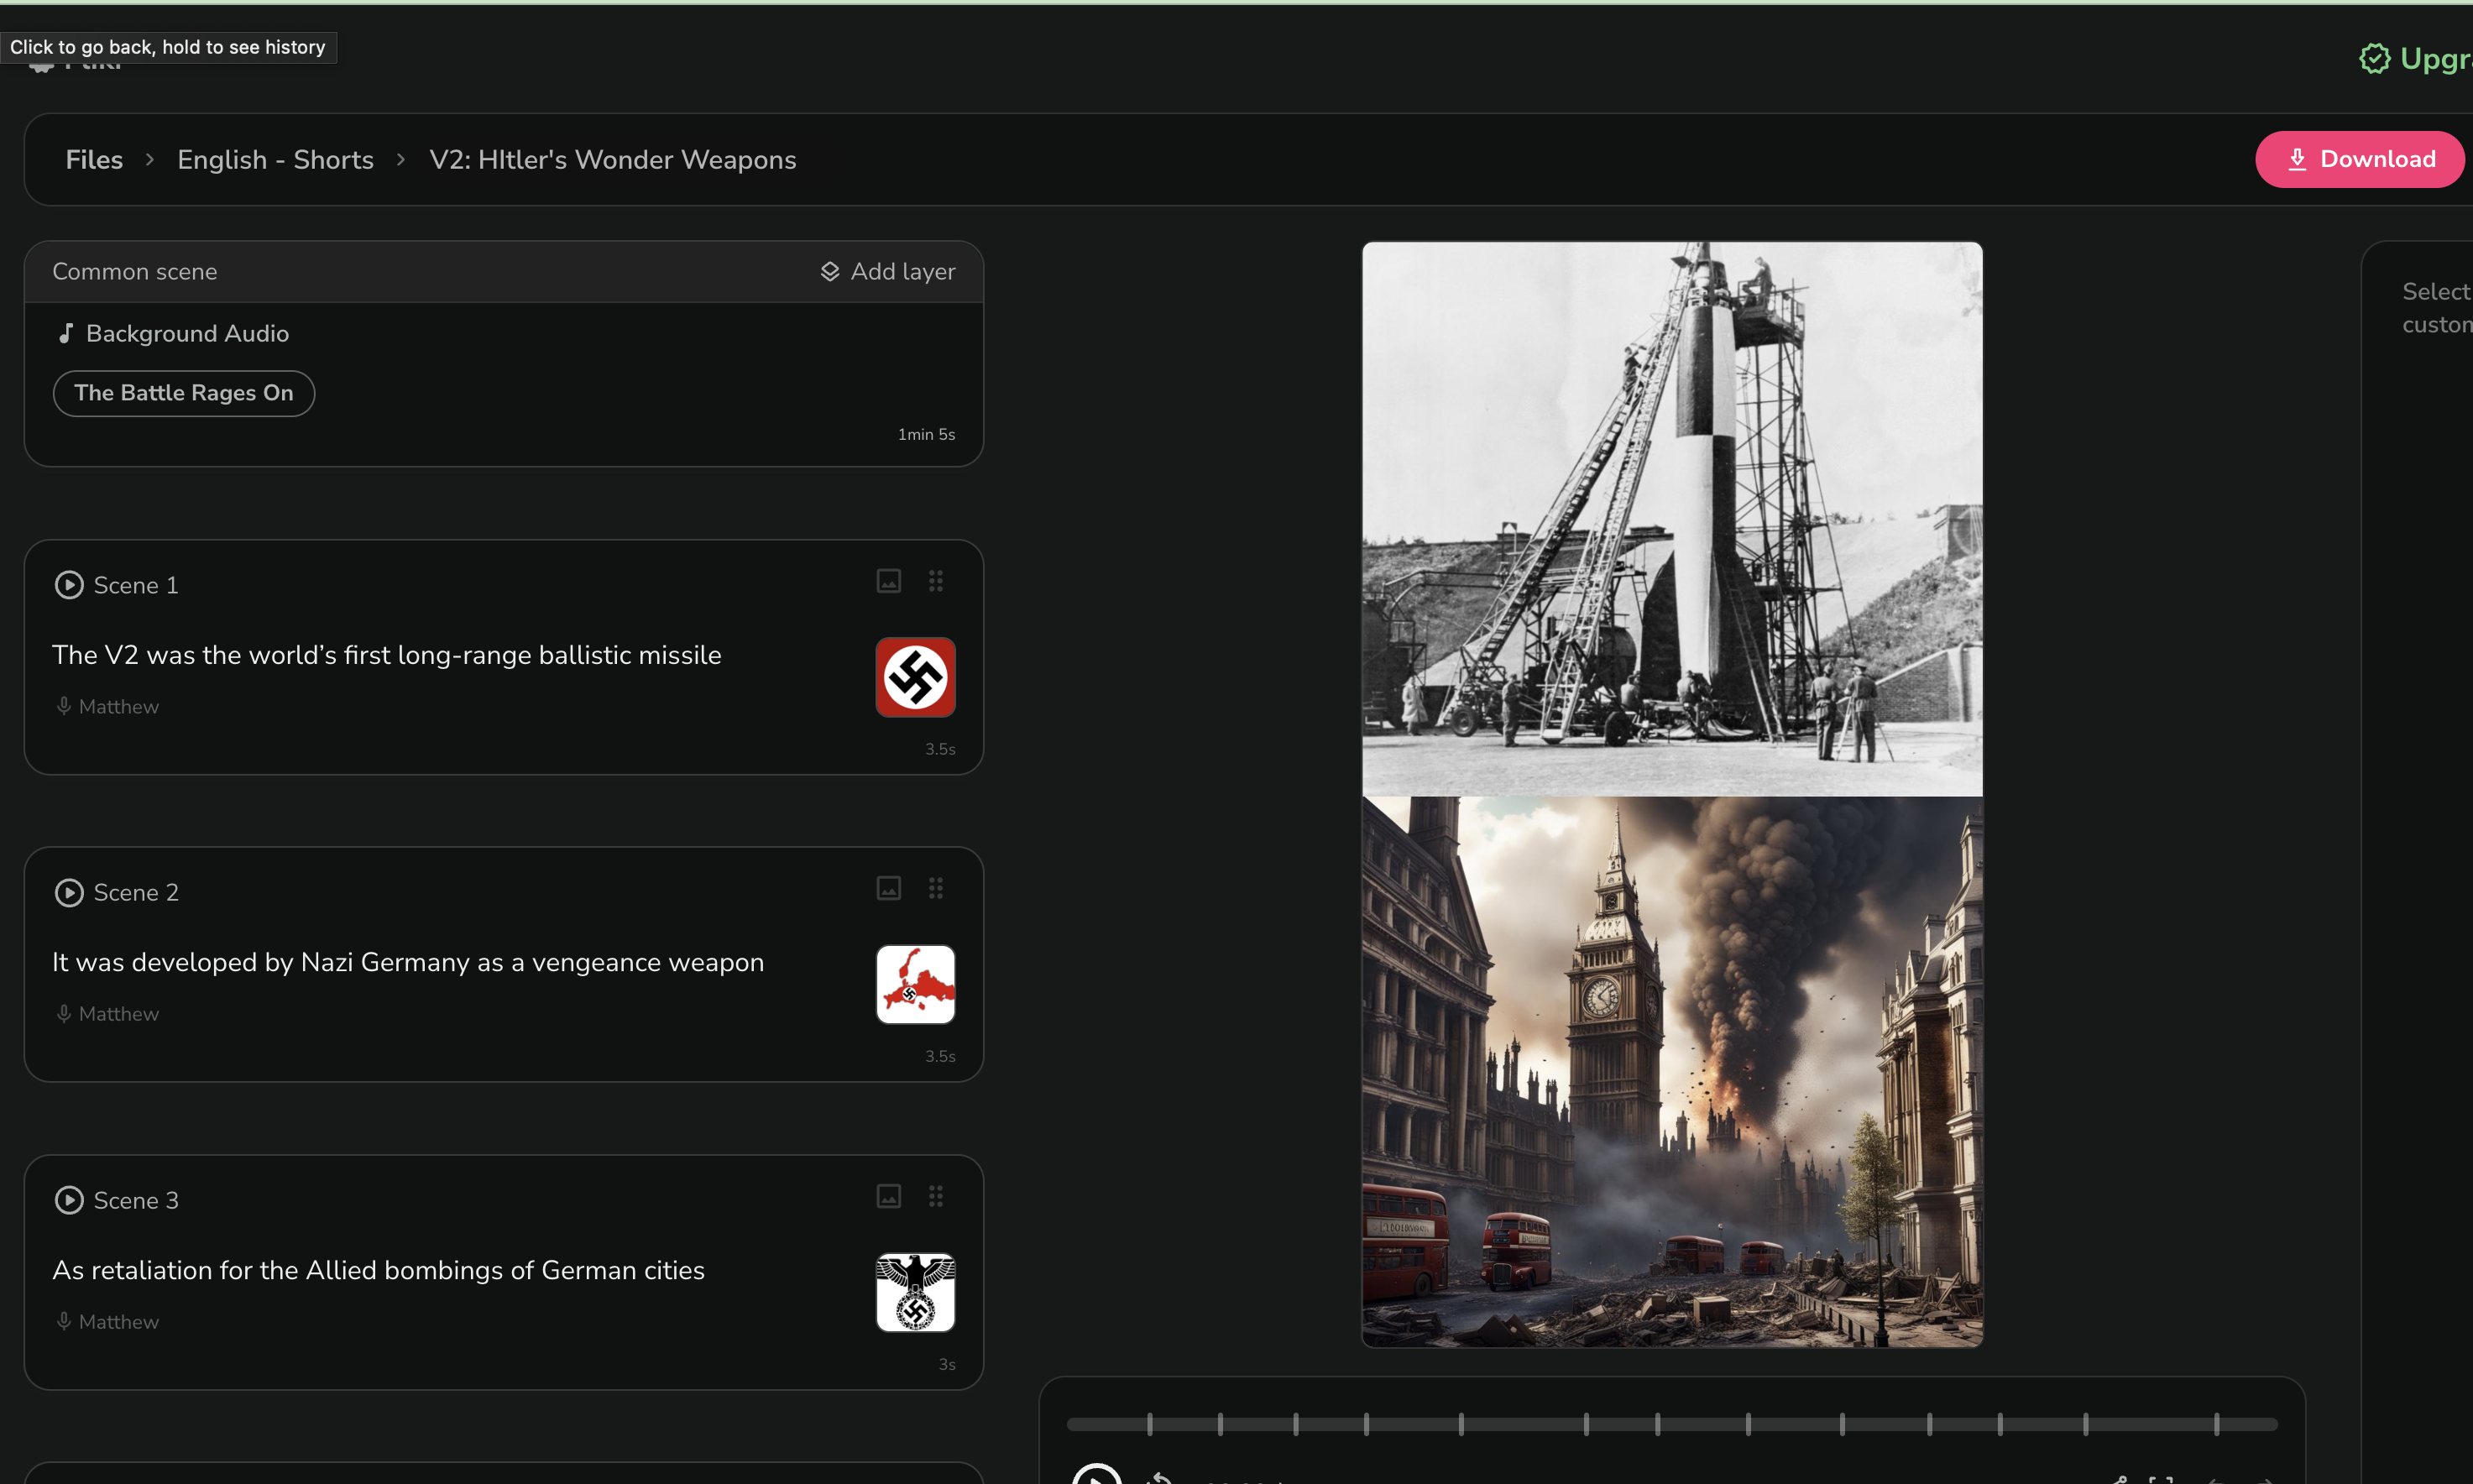 Click to go back, hold to see history
Files > English - Shorts > V2: HItler's Wonder Weapons
Download
Common scene
Add layer
Background Audio
The Battle Rages On
1min 5s
Scene 1
The V2 was the world’s first long-range ballistic missile
Matthew
3.5s
Scene 2
It was developed by Nazi Germany as a vengeance weapon
Matthew
3.5s
Scene 3
As retaliation for the Allied bombings of German cities
Matthew
3s
Select